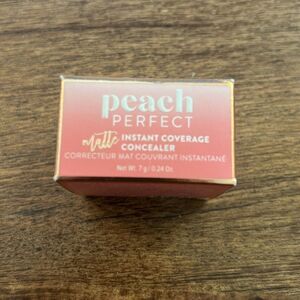 peach
PERFECT
Matte INSTANT COVERAGE
CONCEALER
CORRECTEUR MAT COUVRANT INSTANTANÉ
Net Wt. 7 g / 0.24 Oz.